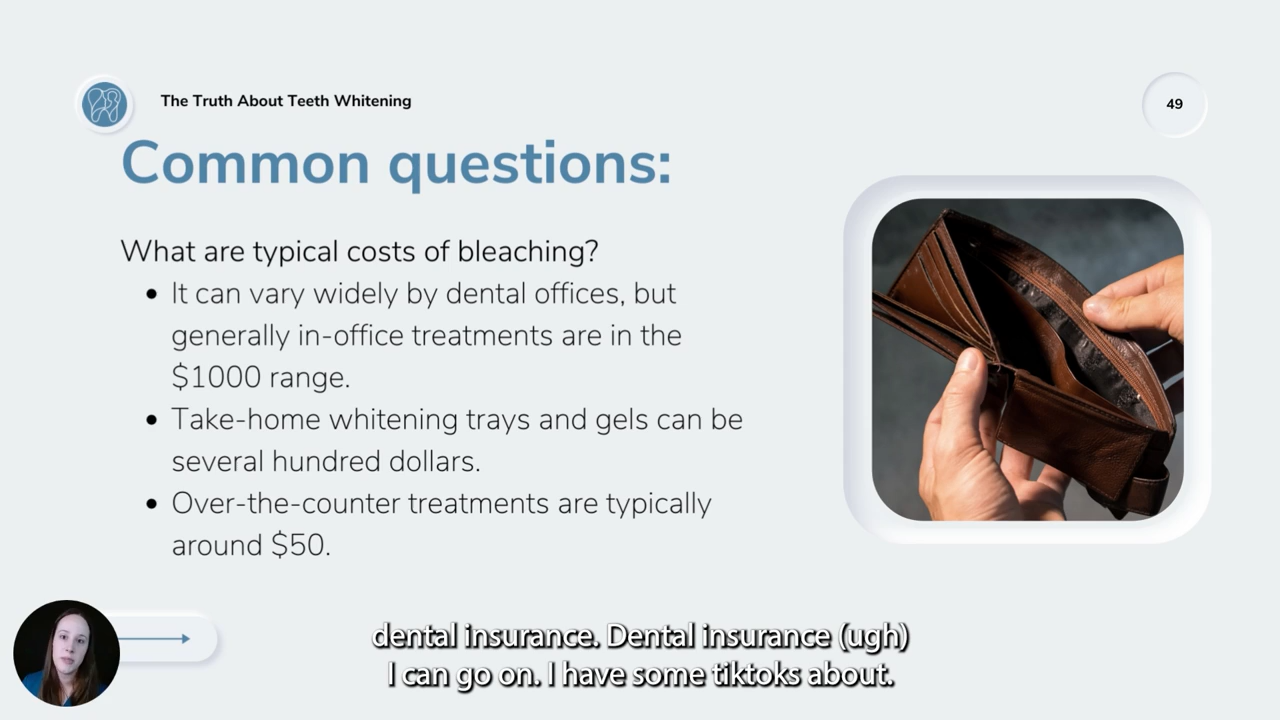 The Truth About Teeth Whitening
49
Common questions:
What are typical costs of bleaching?
• It can vary widely by dental offices, but
generally in-office treatments are in the
$1000 range.
• Take-home whitening trays and gels can be
several hundred dollars.
• Over-the-counter treatments are typically
around $50.
dental insurance. Dental insurance (ugh)
I can go on. I have some tiktoks about.